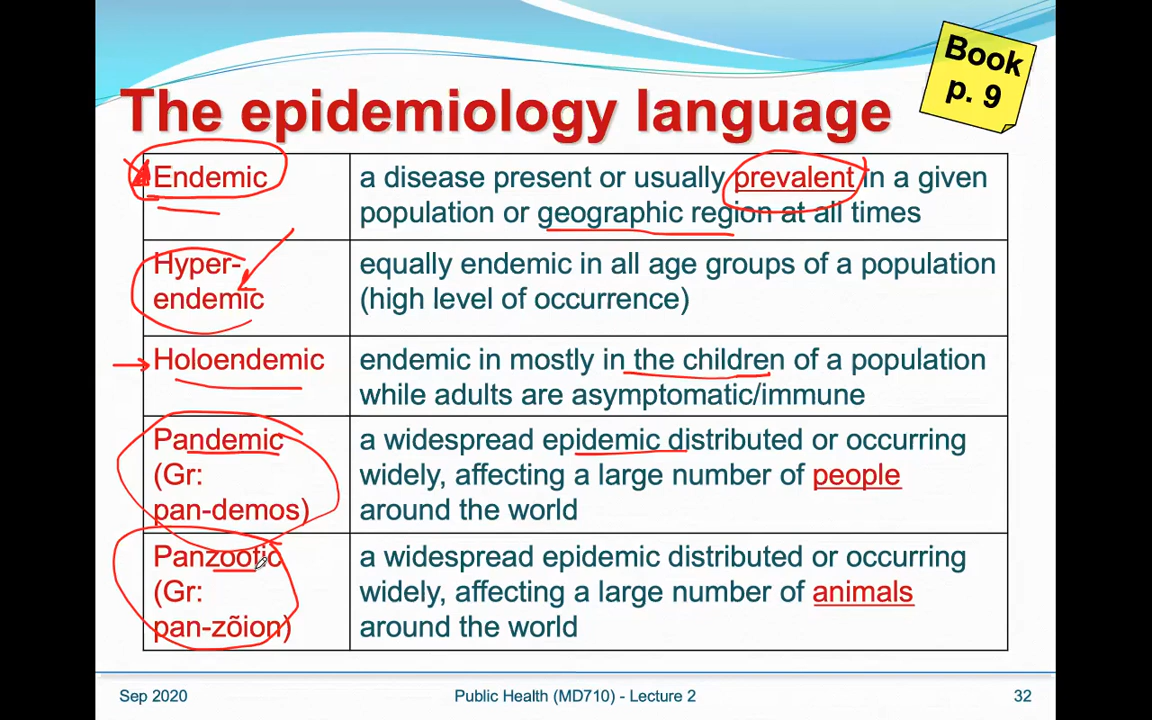 Book
p. 9
The epidemiology language
Endemic
a disease present or usually prevalent in a given
population or geographic region at all times
Hyper-
endemic
equally endemic in all age groups of a population
(high level of occurrence)
Holoendemic
endemic in mostly in the children of a population
while adults are asymptomatic/immune
Pandemic
(Gr:
pan-demos)
a widespread epidemic distributed or occurring
widely, affecting a large number of people
around the world
Panzootic
(Gr:
pan-zõion)
a widespread epidemic distributed or occurring
widely, affecting a large number of animals
around the world
Sep 2020
Public Health (MD710) - Lecture 2
32